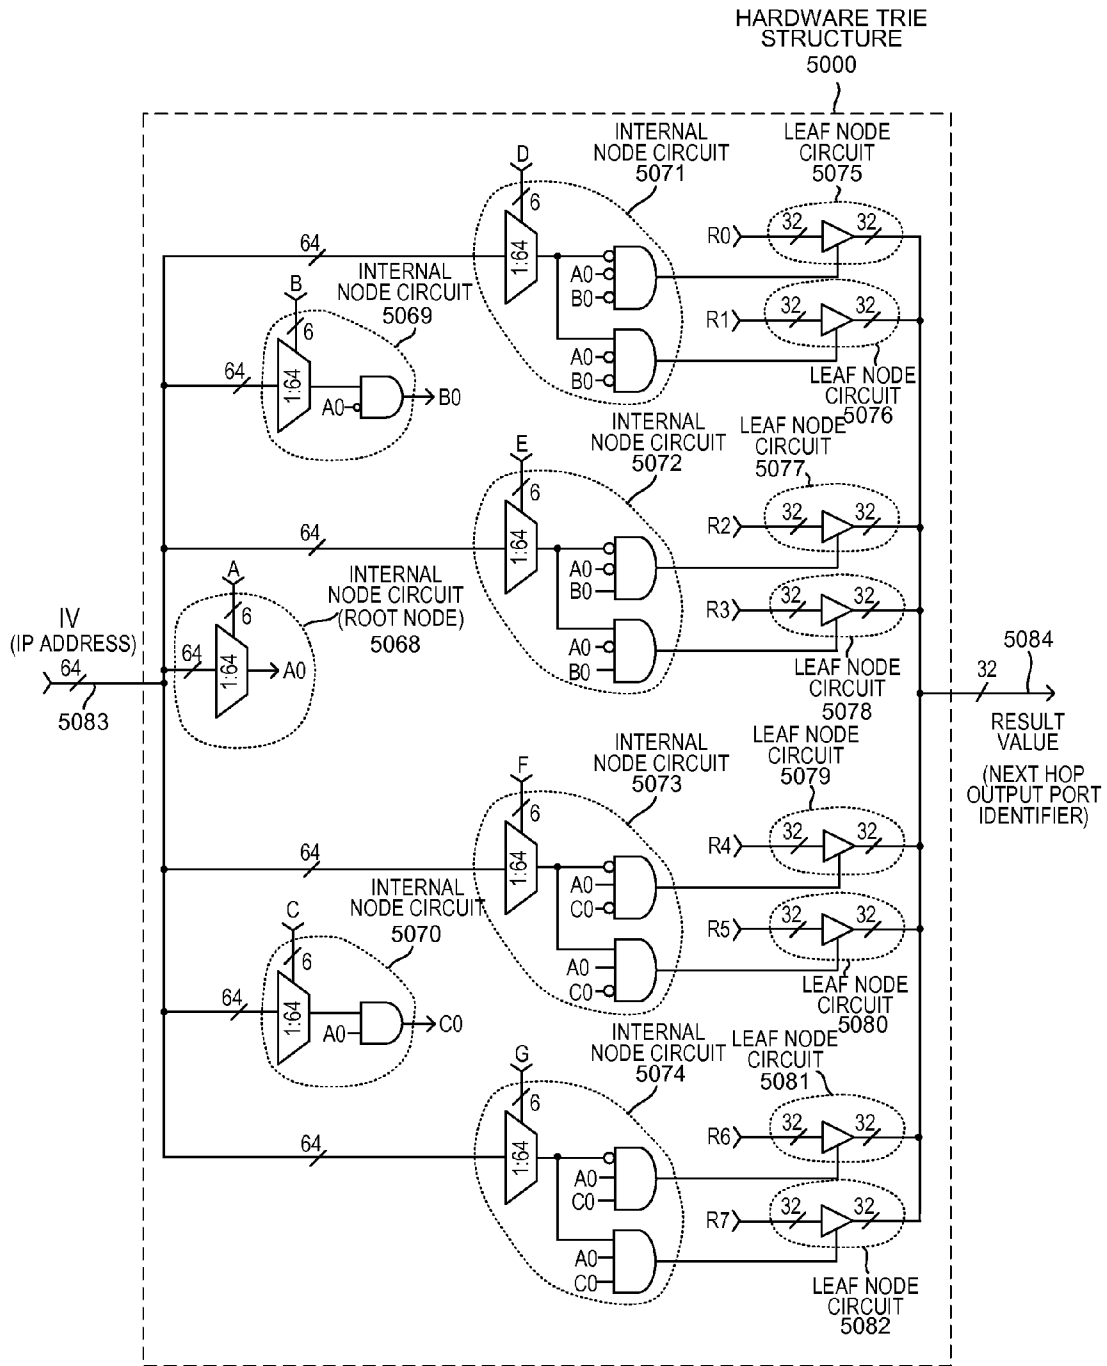 HARDWARE TRIE
STRUCTURE
5000
INTERNAL
NODE CIRCUIT
5071
LEAF NODE
CIRCUIT
5075
D
6
1:64
A0
B0
A0
B0
R0
32
32
R1
32
32
LEAF NODE
CIRCUIT
5076
64
INTERNAL
NODE CIRCUIT
5069
B
6
64
1:64
A0
B0
INTERNAL
NODE CIRCUIT
5072
LEAF NODE
CIRCUIT
5077
E
6
64
1:64
A0
B0
A0
B0
R2
32
32
R3
32
32
LEAF NODE
CIRCUIT
5078
INTERNAL
NODE CIRCUIT
(ROOT NODE)
5068
A
6
64
1:64
A0
IV
(IP ADDRESS)
64
5083
32
5084
RESULT
VALUE
(NEXT HOP
OUTPUT PORT
IDENTIFIER)
INTERNAL
NODE CIRCUIT
5073
LEAF NODE
CIRCUIT
5079
F
6
64
1:64
A0
C0
A0
C0
R4
32
32
R5
32
32
LEAF NODE
CIRCUIT
5080
INTERNAL
NODE CIRCUIT
5070
C
6
64
1:64
A0
C0
INTERNAL
NODE CIRCUIT
5074
LEAF NODE
CIRCUIT
5081
G
6
64
1:64
A0
C0
A0
C0
R6
32
32
R7
32
32
LEAF NODE
CIRCUIT
5082